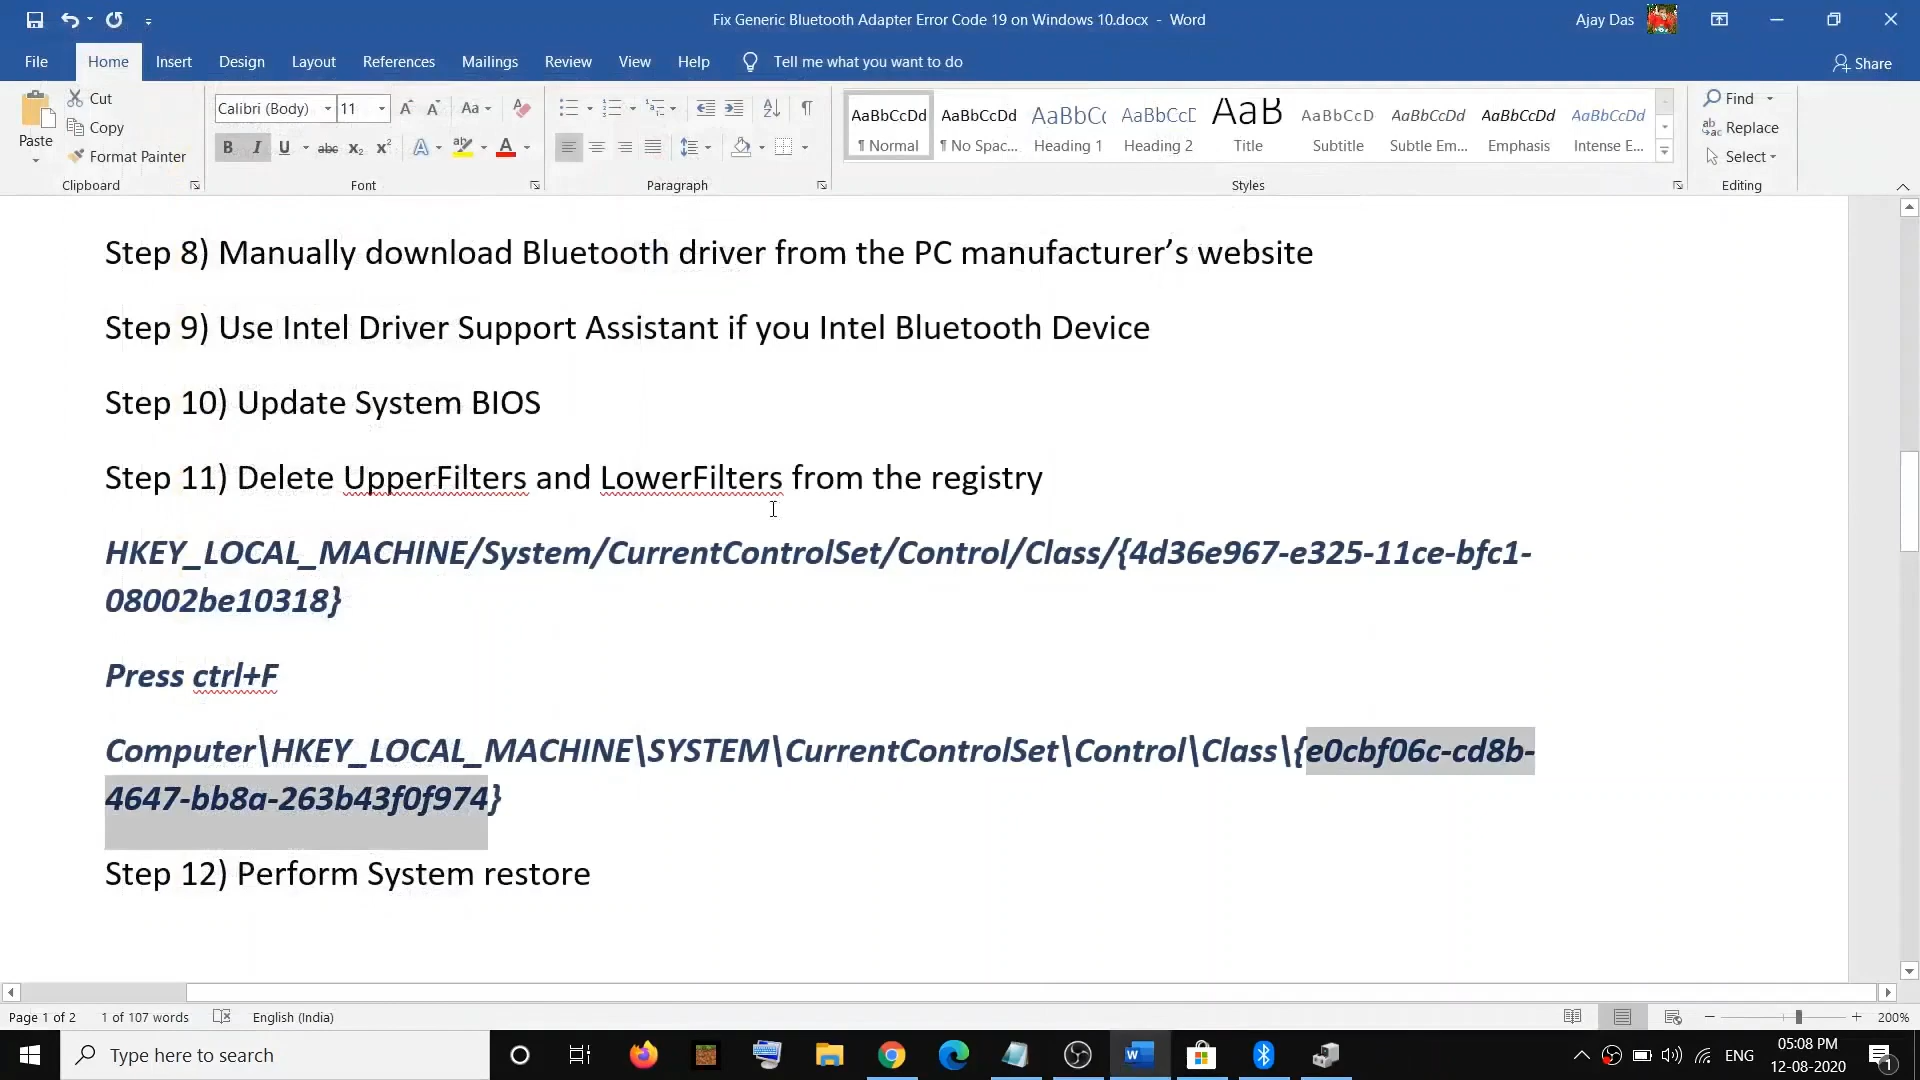 Fix Generic Bluetooth Adapter Error Code 19 on Windows 10.docx - Word
Ajay Das
File Home Insert Design Layout References Mailings Review View Help Tell me what you want to do
Share
Paste
Cut
Copy
Format Painter
Clipboard
Calibri (Body) 11
Font
Paragraph
AaBbCcDd AaBbCcDd AaBbCc AaBbCcD AaB AaBbCcD AaBbCcDd AaBbCcDd AaBbCcDd
¶ Normal ¶ No Spac... Heading 1 Heading 2 Title Subtitle Subtle Em... Emphasis Intense E...
Styles
Find
Replace
Select
Editing
Step 8) Manually download Bluetooth driver from the PC manufacturer’s website
Step 9) Use Intel Driver Support Assistant if you Intel Bluetooth Device
Step 10) Update System BIOS
Step 11) Delete UpperFilters and LowerFilters from the registry
HKEY_LOCAL_MACHINE/System/CurrentControlSet/Control/Class/{4d36e967-e325-11ce-bfc1-
08002be10318}
Press ctrl+F
Computer\HKEY_LOCAL_MACHINE\SYSTEM\CurrentControlSet\Control\Class\{e0cbf06c-cd8b-
4647-bb8a-263b43f0f974}
Step 12) Perform System restore
Page 1 of 2 1 of 107 words English (India) 200%
Type here to search
ENG
05:08 PM
12-08-2020
1